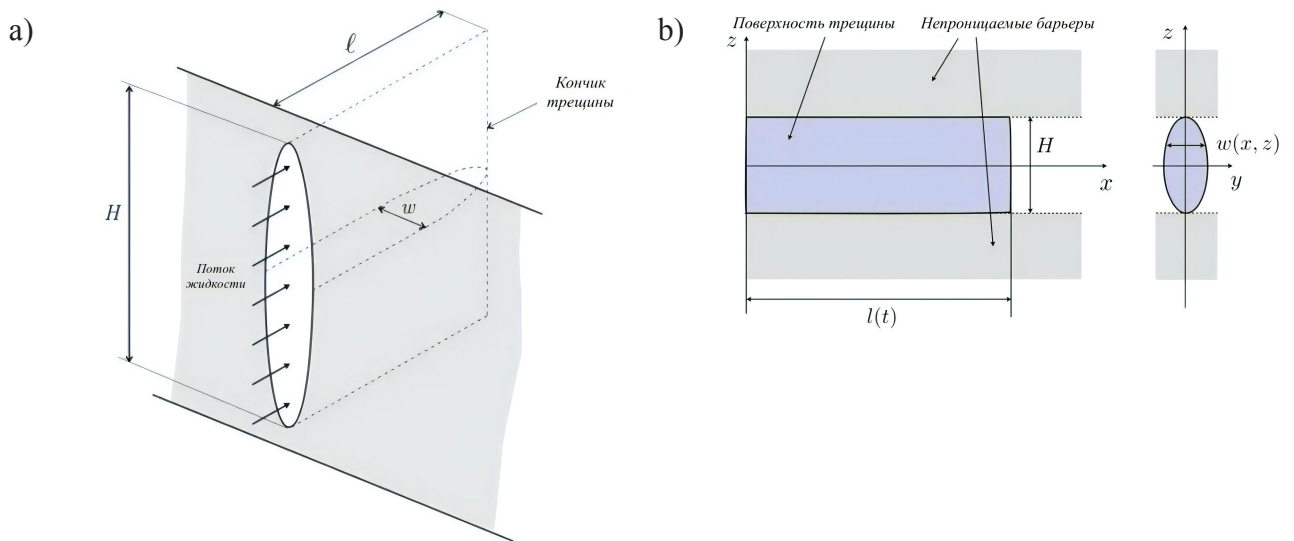 a)
ℓ
Кончик
трещины
H
w
Поток
жидкости
b)
Поверхность трещины
Непроницаемые барьеры
z
z
H
w(x, z)
x
y
l(t)